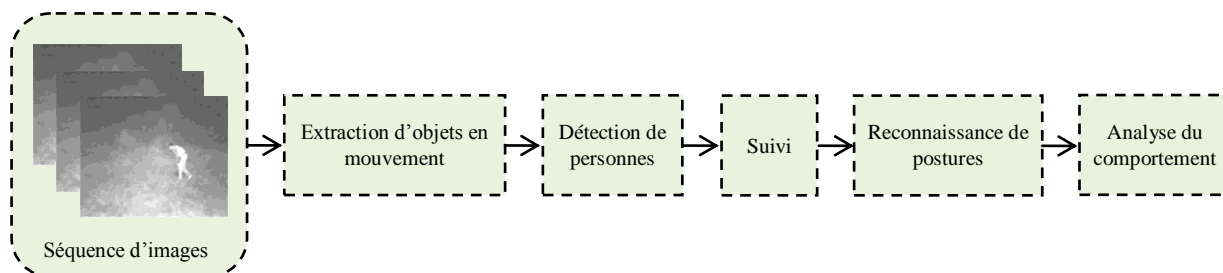 Séquence d’images
Extraction d’objets en
mouvement
Détection de
personnes
Suivi
Reconnaissance de
postures
Analyse du
comportement